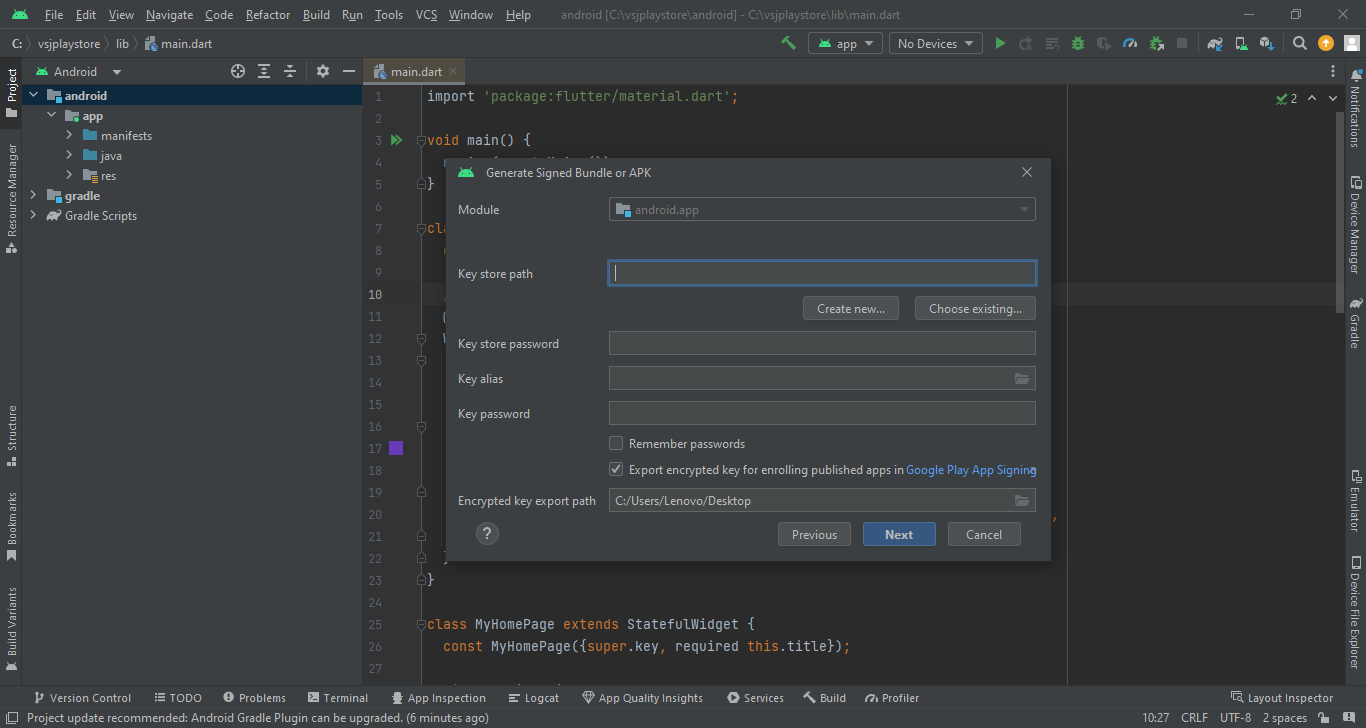 File Edit View Navigate Code Refactor Build Run Tools VCS Window Help android [C:\vsjplaystore\android] - C:\vsjplaystore\lib\main.dart
C: vsjplaystore lib main.dart app No Devices
Project
Resource Manager
Structure
Bookmarks
Build Variants
Android
android
app
manifests
java
res
gradle
Gradle Scripts
main.dart
2
1 import 'package:flutter/material.dart';
2
3 void main() {
4
5 }
6
7 cl
8
9
10
11
12
13
14
15
16
17
18
19
20 ,
21
22 }
23 }
24
25 class MyHomePage extends StatefulWidget {
26 const MyHomePage({super.key, required this.title});
27
Generate Signed Bundle or APK
Module android.app
Key store path
Create new... Choose existing...
Key store password
Key alias
Key password
Remember passwords
Export encrypted key for enrolling published apps in Google Play App Signing
Encrypted key export path C:/Users/Lenovo/Desktop
? Previous Next Cancel
Notifications
Device Manager
Gradle
Emulator
Device File Explorer
Version Control TODO Problems Terminal App Inspection Logcat App Quality Insights Services Build Profiler Layout Inspector
Project update recommended: Android Gradle Plugin can be upgraded. (6 minutes ago) 10:27 CRLF UTF-8 2 spaces